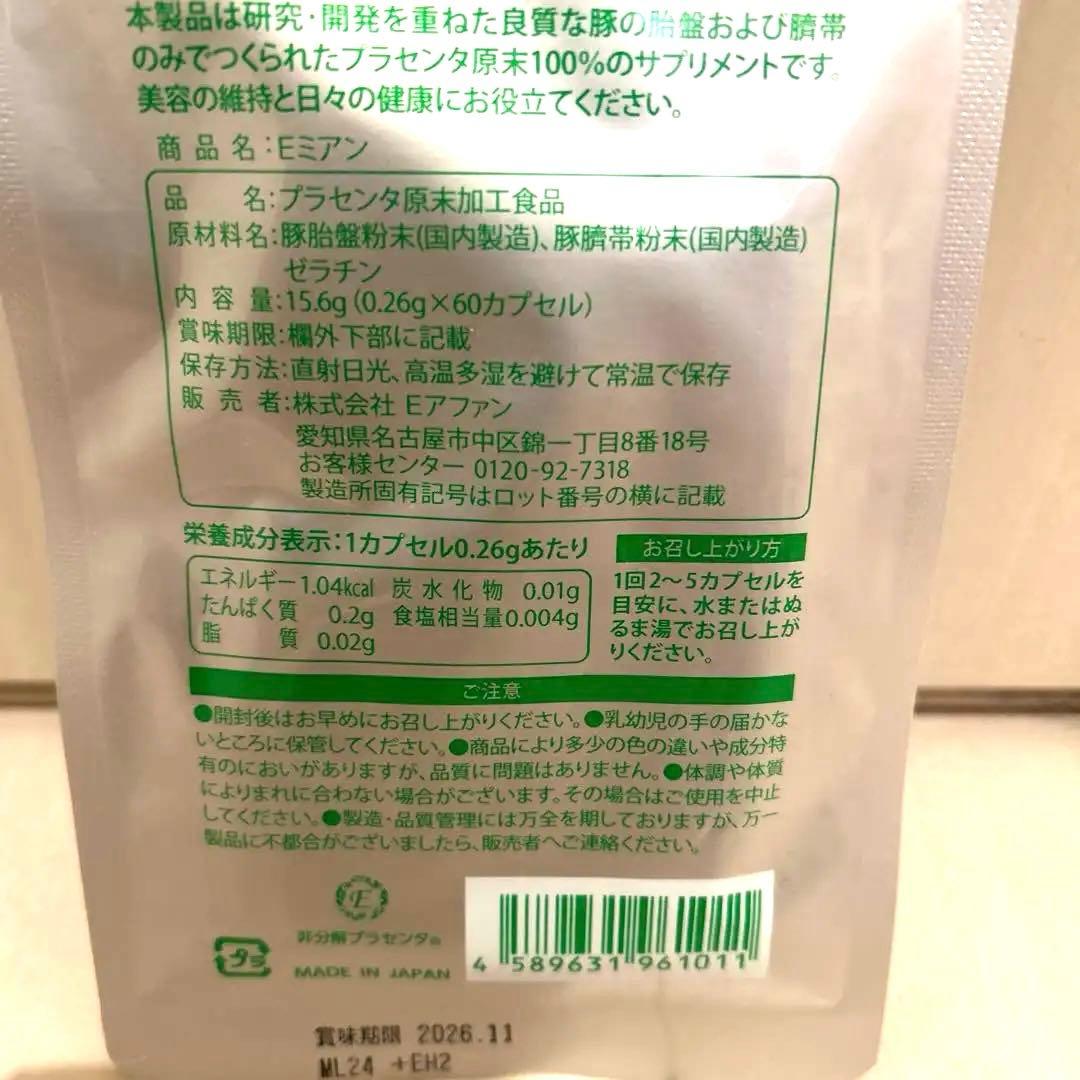 本製品は研究・開発を重ねた良質な豚の胎盤および臍帯
のみでつくられたプラセンタ原末100%のサプリメントです。
美容の維持と日々の健康にお役立てください。
商品名：Eミアン
品　　名：プラセンタ原末加工食品
原材料名：豚胎盤粉末(国内製造)、豚臍帯粉末(国内製造)
ゼラチン
内容量：15.6g（0.26g×60カプセル）
賞味期限：欄外下部に記載
保存方法：直射日光、高温多湿を避けて常温で保存
販売者：株式会社 Eアファン
愛知県名古屋市中区錦一丁目8番18号
お客様センター 0120-92-7318
製造所固有記号はロット番号の横に記載
栄養成分表示：1カプセル0.26gあたり
エネルギー 1.04kcal 炭水化物 0.01g
たんぱく質 0.2g 食塩相当量 0.004g
脂質 0.02g
お召し上がり方
1回2〜5カプセルを
目安に、水またはぬ
るま湯でお召し上が
りください。
ご注意
●開封後はお早めにお召し上がりください。●乳幼児の手の届かな
いところに保管してください。●商品により多少の色の違いや成分特
有のにおいがありますが、品質に問題はありません。●体調や体質
によりまれに合わない場合がございます。その場合はご使用を中止
してください。●製造・品質管理には万全を期しておりますが、万一
製品に不都合がございましたら、販売者へご連絡ください。
E
非分解プラセンタ®
プラ
MADE IN JAPAN
4 589631 961011
賞味期限 2026.11
ML24 +EH2